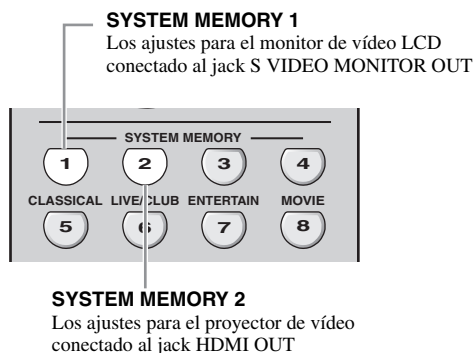 SYSTEM MEMORY 1
Los ajustes para el monitor de vídeo LCD
conectado al jack S VIDEO MONITOR OUT
SYSTEM MEMORY
1 2 3 4
CLASSICAL LIVE/CLUB ENTERTAIN MOVIE
5 6 7 8
SYSTEM MEMORY 2
Los ajustes para el proyector de vídeo
conectado al jack HDMI OUT